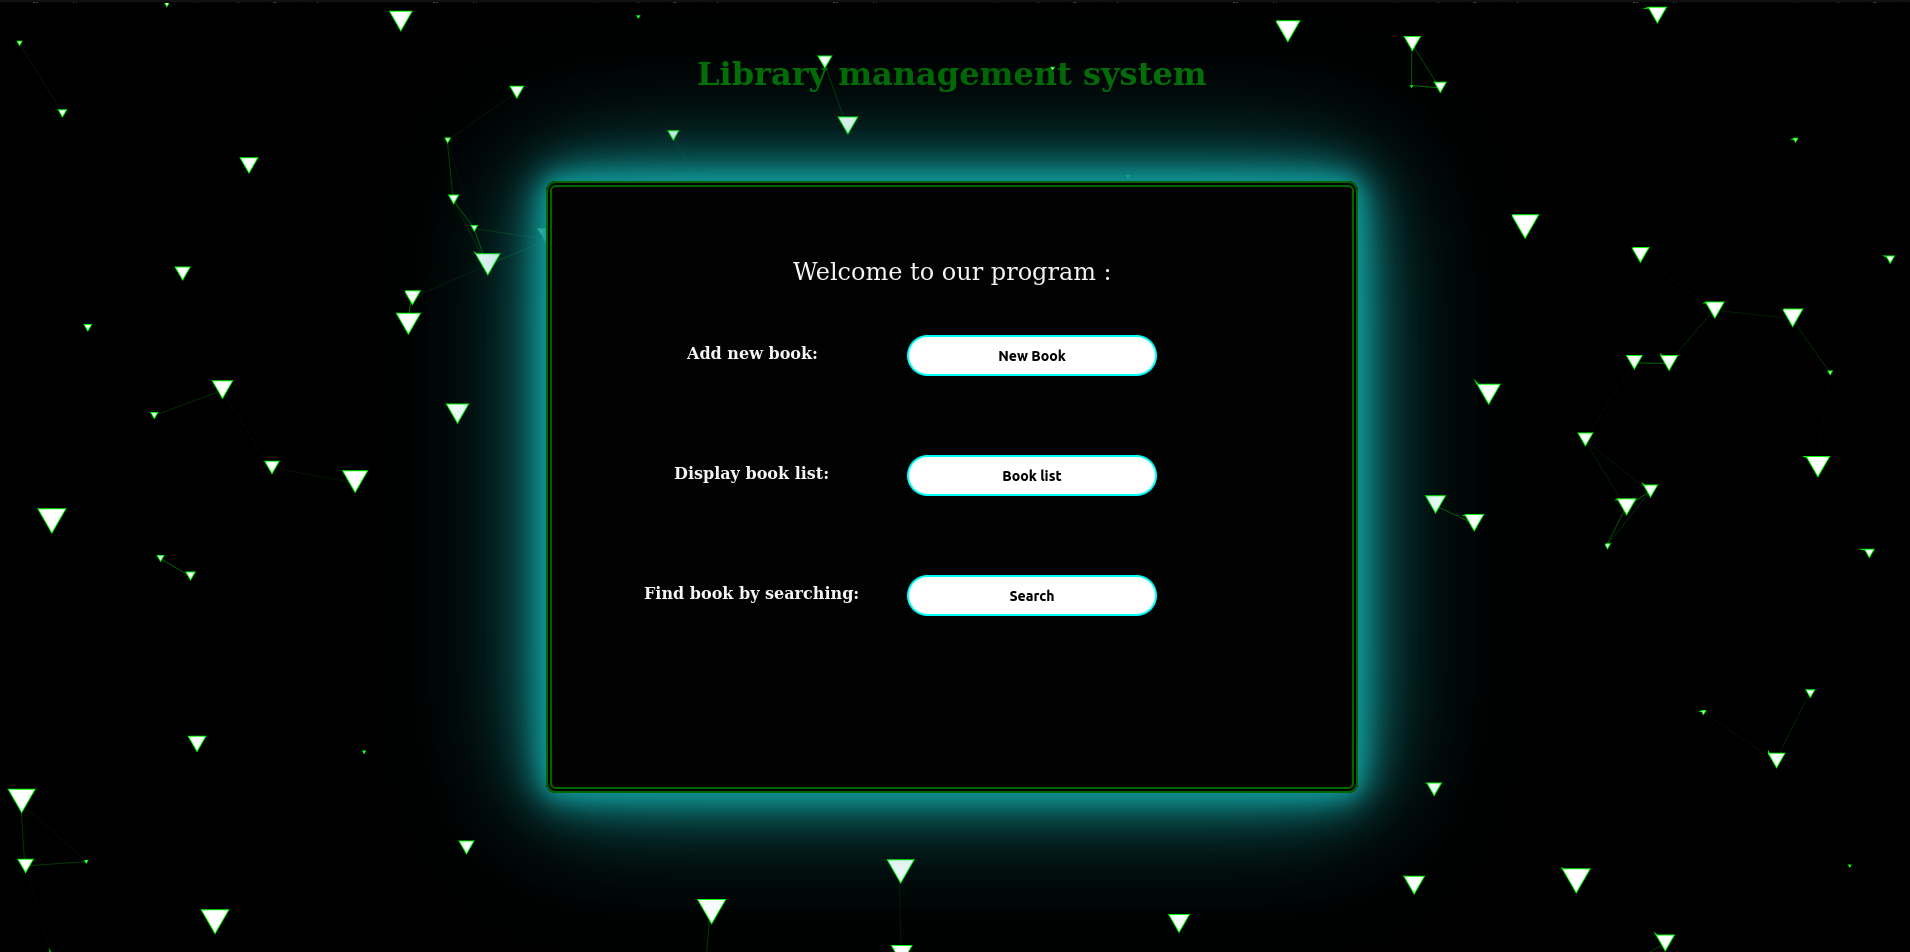 Library management system
Welcome to our program :
Add new book:
New Book
Display book list:
Book list
Find book by searching:
Search